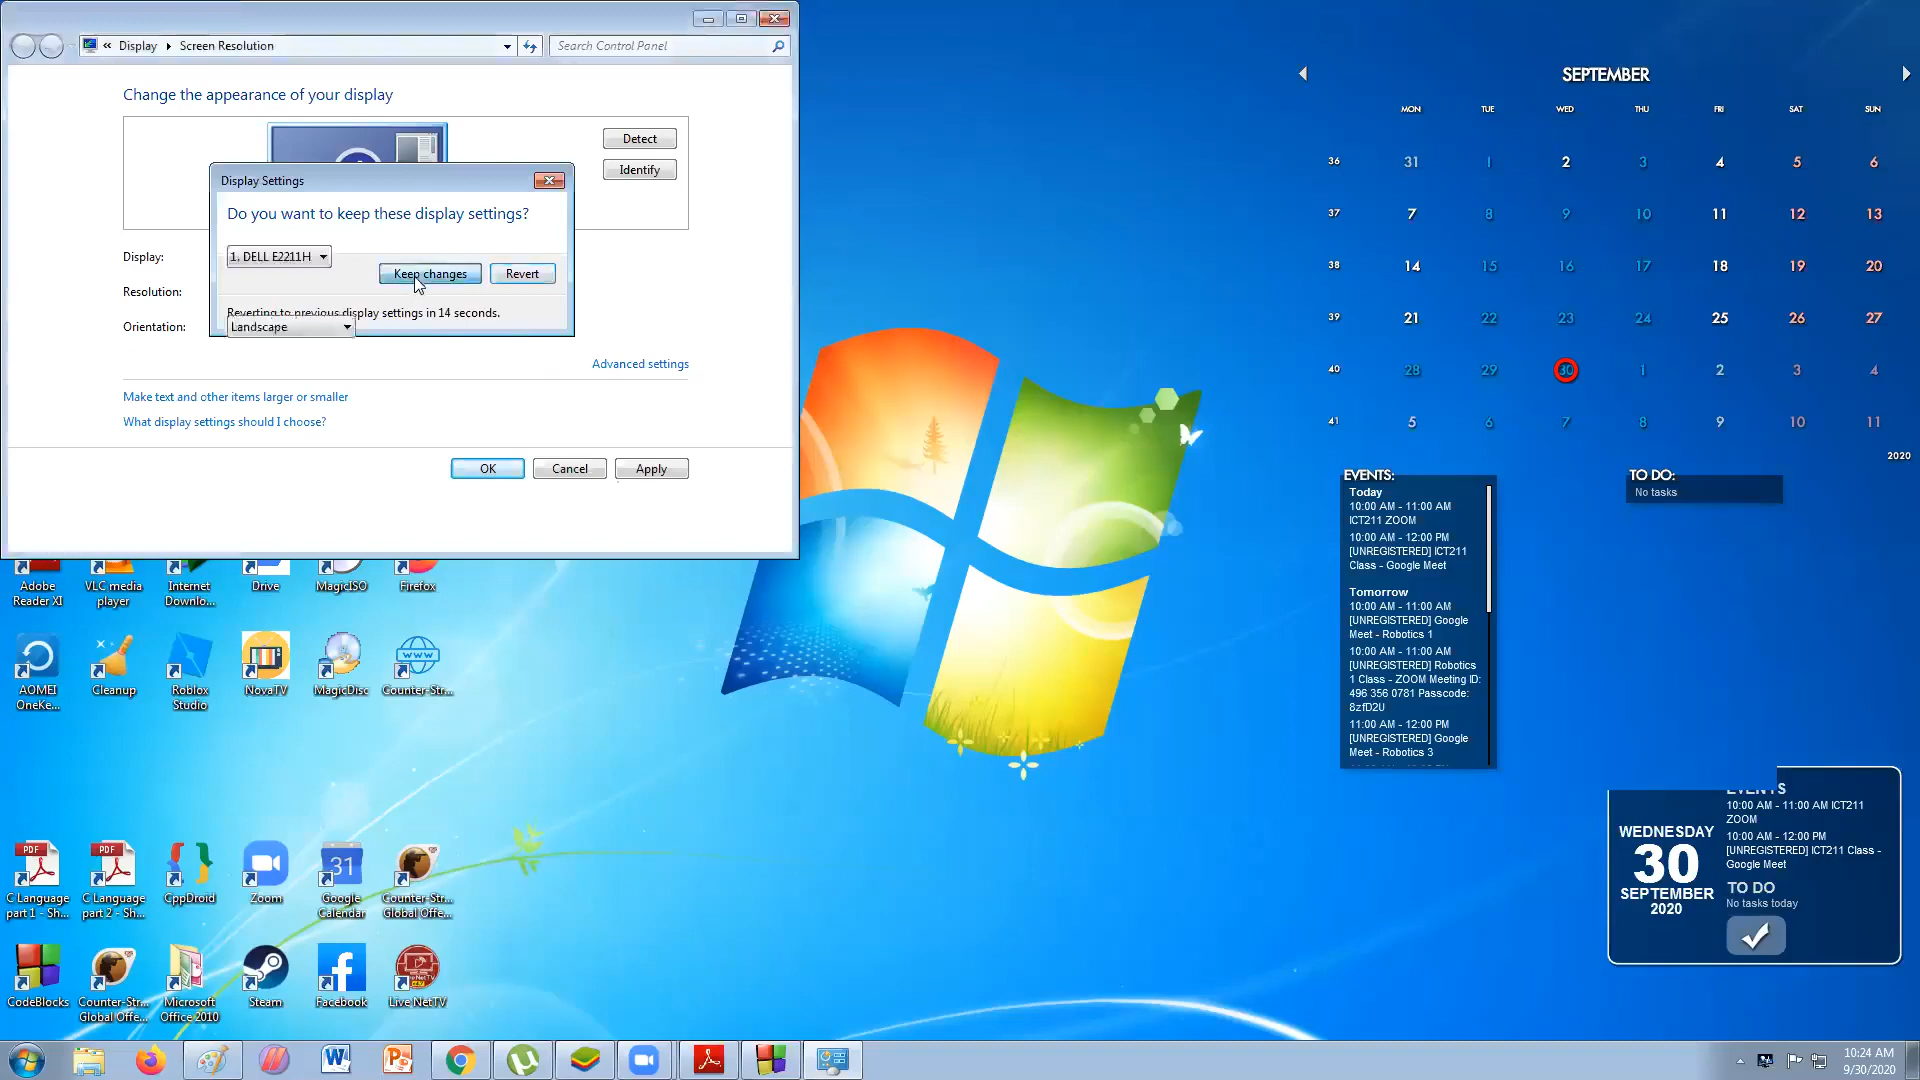 « Display ▸ Screen Resolution
Search Control Panel
Change the appearance of your display
Detect
Identify
Display Settings
Do you want to keep these display settings?
Display:
1. DELL E2211H
Keep changes
Revert
Resolution:
Reverting to previous display settings in 14 seconds.
Orientation:
Landscape
Advanced settings
Make text and other items larger or smaller
What display settings should I choose?
OK
Cancel
Apply
SEPTEMBER
MON TUE WED THU FRI SAT SUN
36 31 1 2 3 4 5 6
37 7 8 9 10 11 12 13
38 14 15 16 17 18 19 20
39 21 22 23 24 25 26 27
40 28 29 30 1 2 3 4
41 5 6 7 8 9 10 11
2020
EVENTS:
Today
10:00 AM - 11:00 AM
ICT211 ZOOM
10:00 AM - 12:00 PM
[UNREGISTERED] ICT211
Class - Google Meet
Tomorrow
10:00 AM - 11:00 AM
[UNREGISTERED] Google
Meet - Robotics 1
10:00 AM - 11:00 AM
[UNREGISTERED] Robotics
1 Class - ZOOM Meeting ID:
496 356 0781 Passcode:
8zfD2U
11:00 AM - 12:00 PM
[UNREGISTERED] Google
Meet - Robotics 3
TO DO:
No tasks
Adobe
Reader XI
VLC media
player
Internet
Downlo...
Drive
MagicISO
Firefox
AOMEI
OneKe...
Cleanup
Roblox
Studio
NovaTV
MagicDisc
WWW
Counter-Str...
PDF
C Language
part 1 - Sh...
PDF
C Language
part 2 - Sh...
CppDroid
Zoom
31
Google
Calendar
Counter-Str...
Global Offe...
CodeBlocks
Counter-Str...
Global Offe...
Microsoft
Office 2010
Steam
Facebook
Live NetTV
WEDNESDAY
30
SEPTEMBER
2020
EVENTS
10:00 AM - 11:00 AM ICT211
ZOOM
10:00 AM - 12:00 PM
[UNREGISTERED] ICT211 Class -
Google Meet
TO DO
No tasks today
10:24 AM
9/30/2020